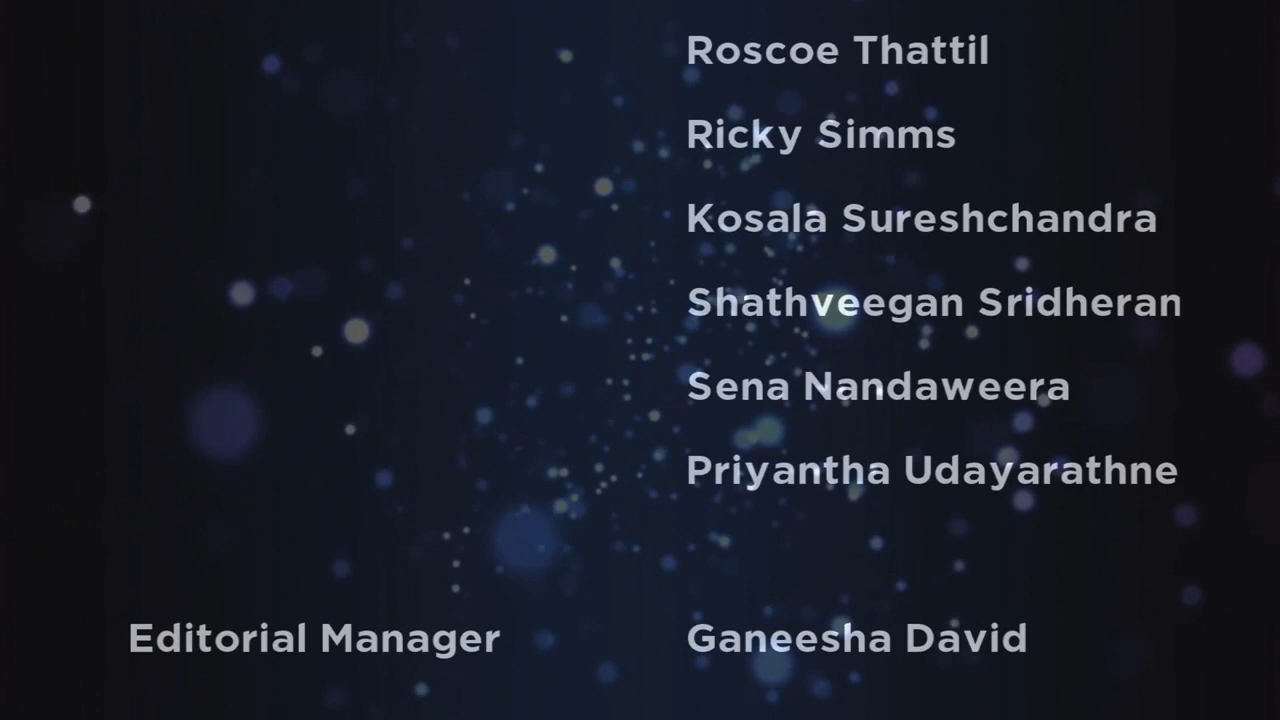 Roscoe Thattil
Ricky Simms
Kosala Sureshchandra
Shathveegan Sridheran
Sena Nandaweera
Priyantha Udayarathne
Editorial Manager Ganeesha David